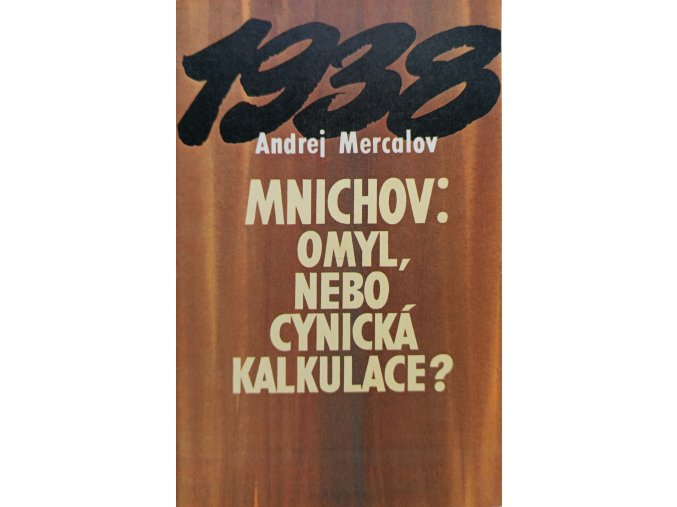 1938
Andrej Mercalov
MNICHOV:
OMYL,
NEBO
CYNICKÁ
KALKULACE?